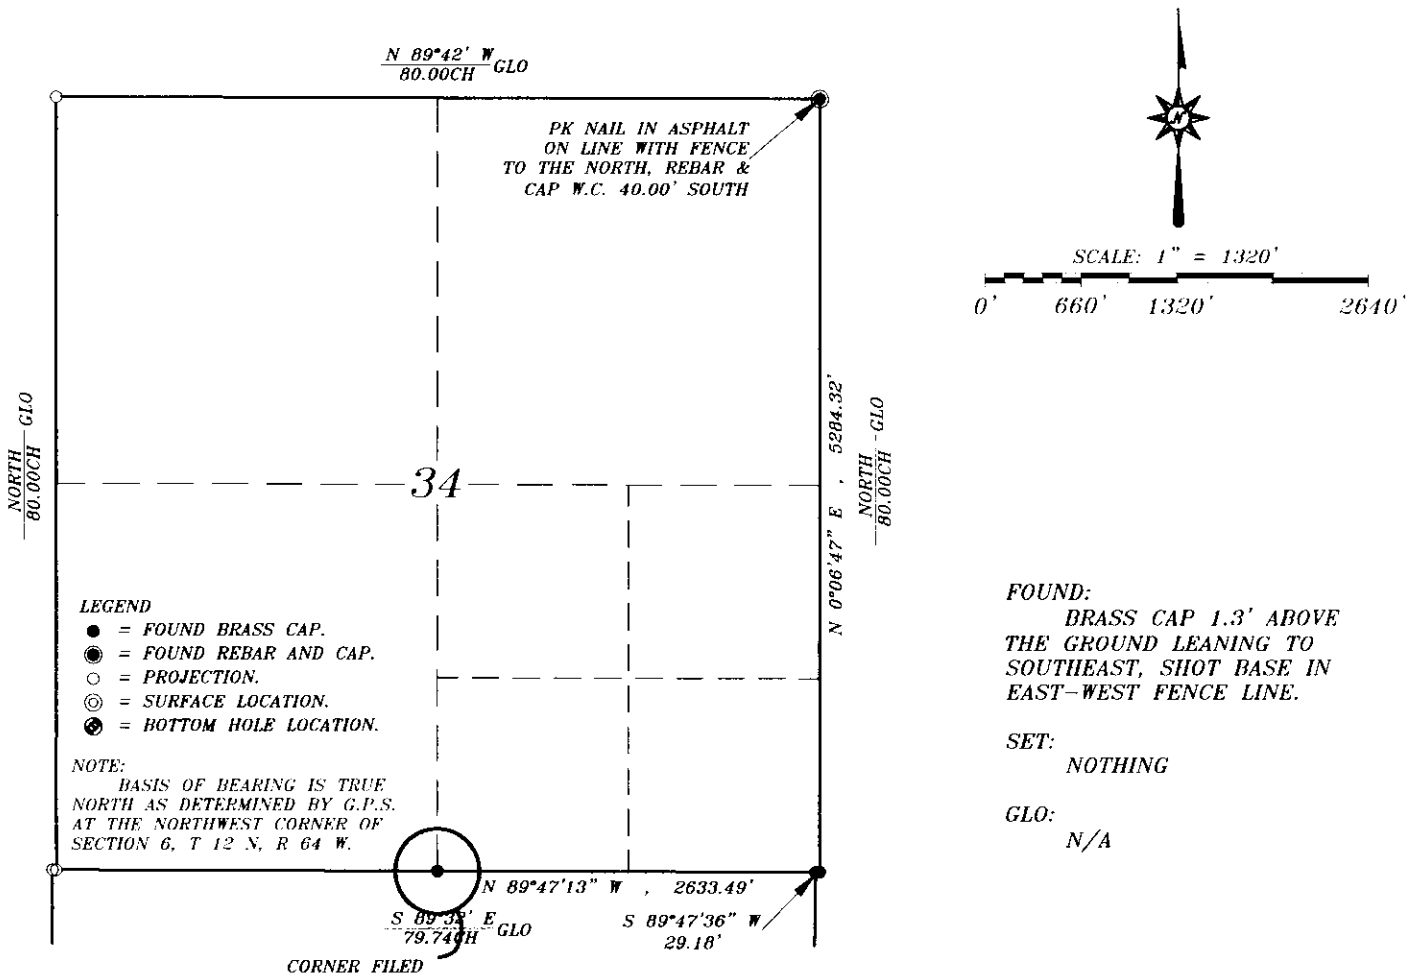 N 89°42' W
80.00CH GLO
PK NAIL IN ASPHALT
ON LINE WITH FENCE
TO THE NORTH, REBAR &
CAP W.C. 40.00' SOUTH
N
SCALE: 1" = 1320'
0' 660' 1320' 2640'
NORTH
80.00CH GLO
34
N 0°06'47" E , 5284.32'
NORTH
80.00CH GLO
LEGEND
= FOUND BRASS CAP.
= FOUND REBAR AND CAP.
= PROJECTION.
= SURFACE LOCATION.
= BOTTOM HOLE LOCATION.
NOTE:
BASIS OF BEARING IS TRUE
NORTH AS DETERMINED BY G.P.S.
AT THE NORTHWEST CORNER OF
SECTION 6, T 12 N, R 64 W.
FOUND:
BRASS CAP 1.3' ABOVE
THE GROUND LEANING TO
SOUTHEAST, SHOT BASE IN
EAST-WEST FENCE LINE.
SET:
NOTHING
GLO:
N/A
N 89°47'13" W , 2633.49'
S 89°32' E
79.74CH GLO
S 89°47'36" W
29.18'
CORNER FILED